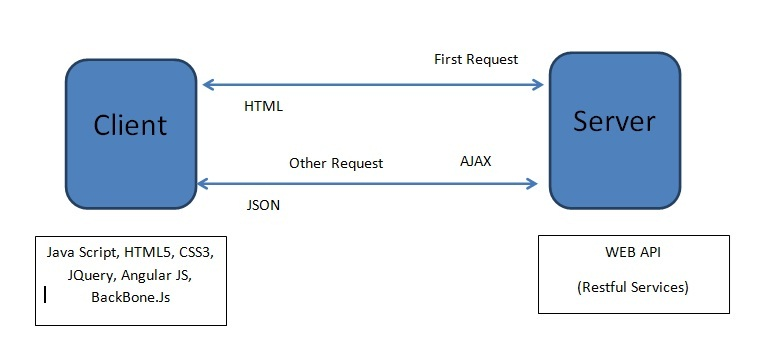 First Request
Client
Server
HTML
Other Request
AJAX
JSON
Java Script, HTML5, CSS3,
JQuery, Angular JS,
BackBone.Js
WEB API
(Restful Services)